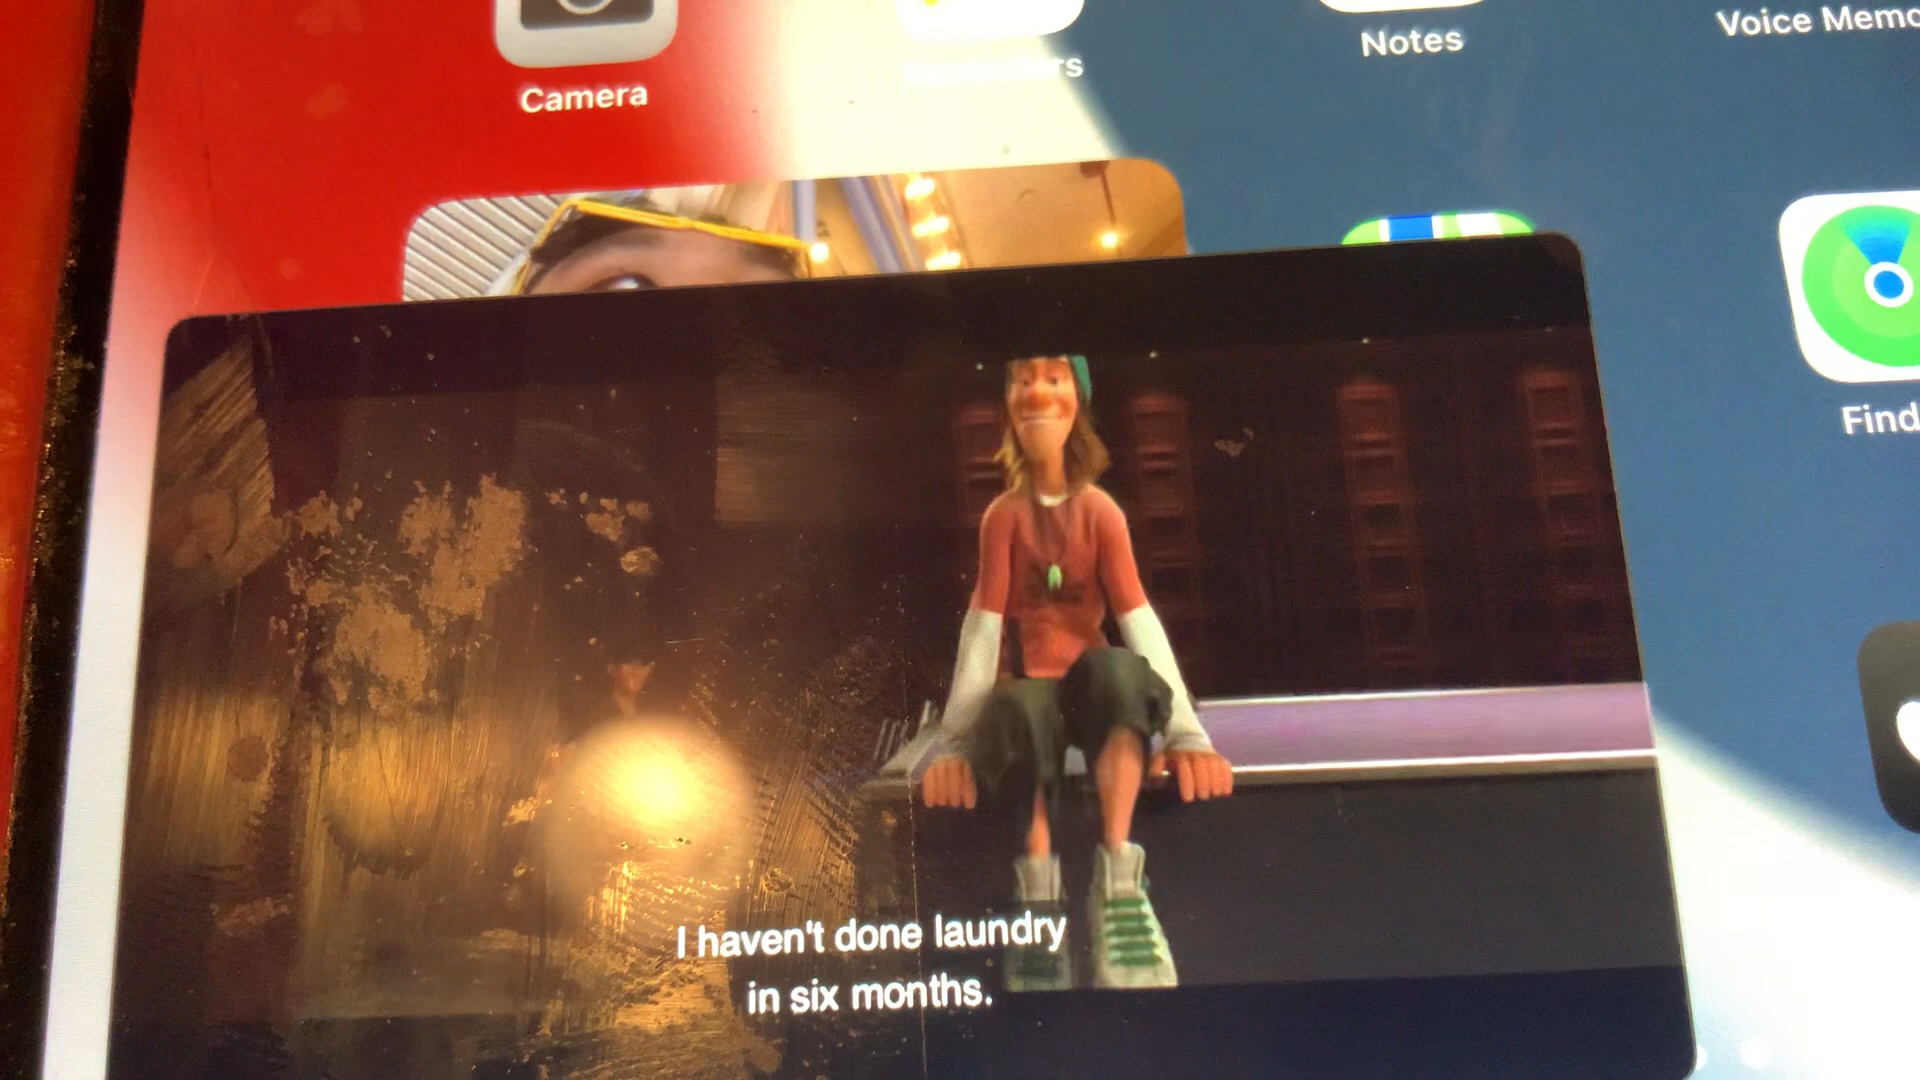 Camera
Notes
Voice Memo
Find
I haven't done laundry
in six months.